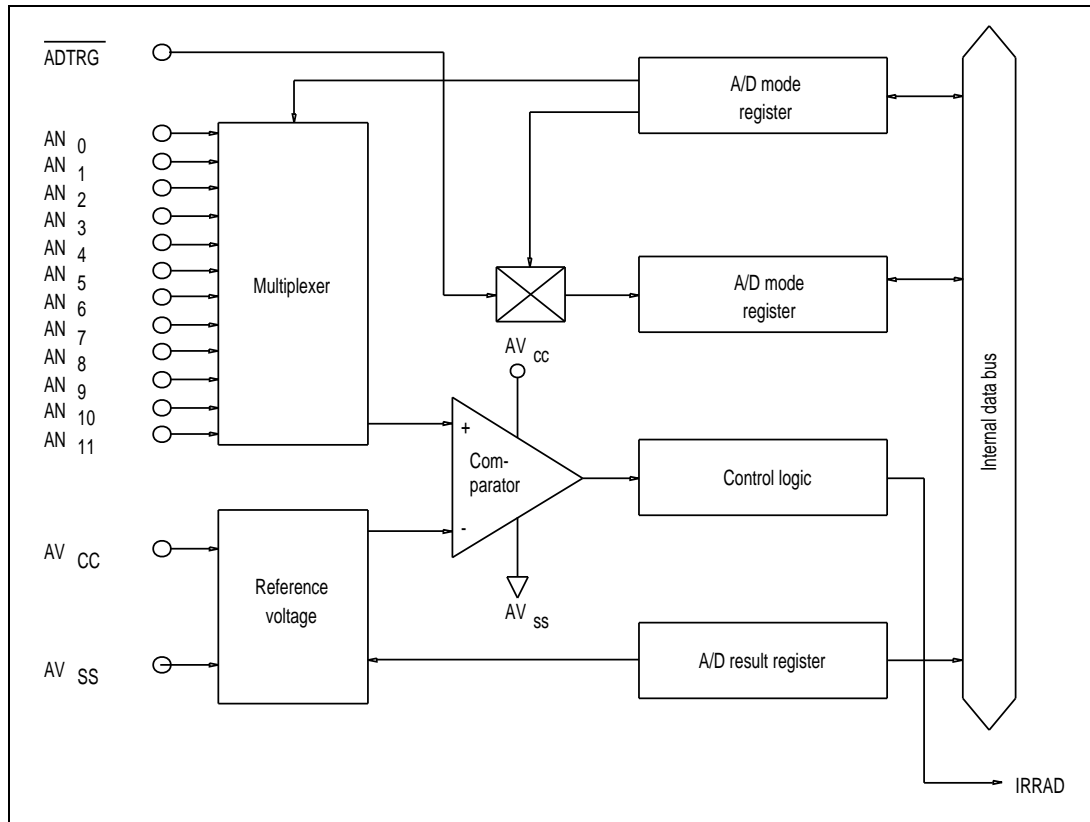 ADTRG
A/D mode
register
AN 0
AN 1
AN 2
AN 3
AN 4
AN 5
AN 6
AN 7
AN 8
AN 9
AN 10
AN 11
Multiplexer
A/D mode
register
AV cc
+
Com-
parator
-
Control logic
Internal data bus
AV CC
Reference
voltage
AV ss
A/D result register
AV SS
IRRAD